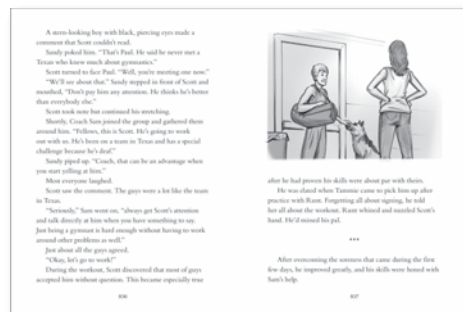 A stern-looking boy with black, piercing eyes made a
comment that Scott couldn't read.
Sandy poked him. "That's Paul. He said he never met a
Texan who knew much about gymnastics."
Scott turned to face Paul. "Well, you're meeting one now."
"We'll see about that." Sandy stepped in front of Scott and
mouthed, "Don't pay him any attention. He thinks he's better
than everybody else."
Scott took note but continued his stretching.
Shortly, Coach Sam joined the group and gathered them
around him. "Fellows, this is Scott. He's going to work
out with us. He's been on a team in Texas and has a special
challenge because he's deaf."
Sandy piped up. "Coach, that can be an advantage when
you start yelling at him."
Most everyone laughed.
Scott saw the comment. The guys were a lot like the team
in Texas.
"Seriously," Sam went on, "always get Scott's attention
and talk directly at him when you have something to say.
Just being a gymnast is hard enough without having to work
around other problems as well."
Just about all the guys agreed.
"Okay, let's go to work!"
During the workout, Scott discovered that most of guys
accepted him without question. This became especially true
106
after he had proven his skills were about par with theirs.
He was elated when Tammie came to pick him up after
practice with Runt. Forgetting all about signing, he told
her all about the workout. Runt whined and nuzzled Scott's
hand. He'd missed his pal.
***
After overcoming the soreness that came during the first
few days, he improved greatly, and his skills were honed with
Sam's help.
107